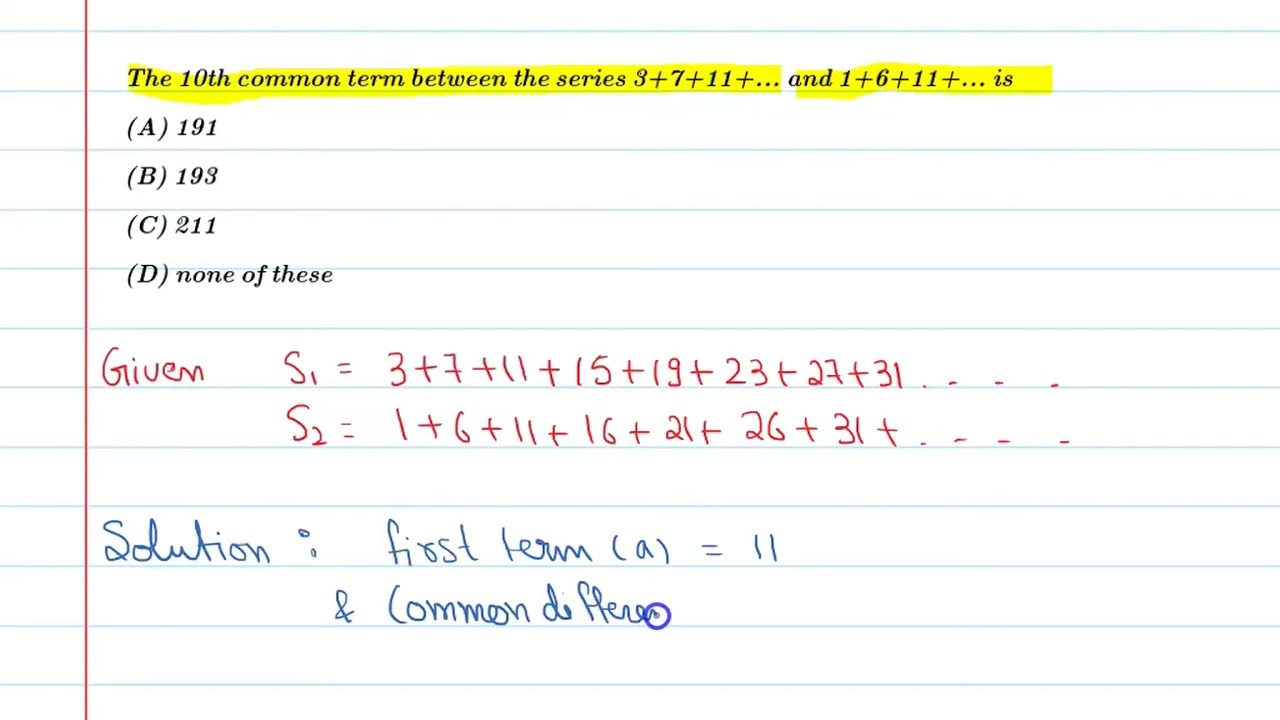 The 10th common term between the series 3+7+11+... and 1+6+11+... is
(A) 191
(B) 193
(C) 211
(D) none of these
Given S₁ = 3+7+11+15+19+23+27+31 . - - .
S₂ = 1+6+11+16+21+26+31+ . - - -
Solution : first term (a) = 11
& Common differen